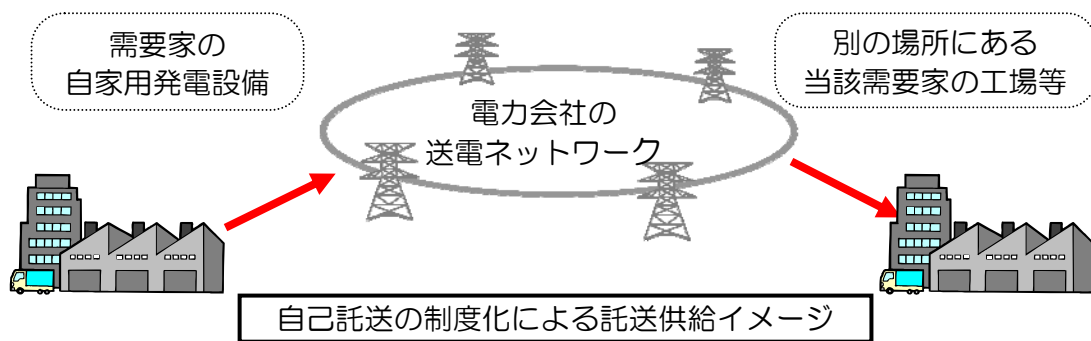 需要家の
自家用発電設備
電力会社の
送電ネットワーク
別の場所にある
当該需要家の工場等
自己託送の制度化による託送供給イメージ